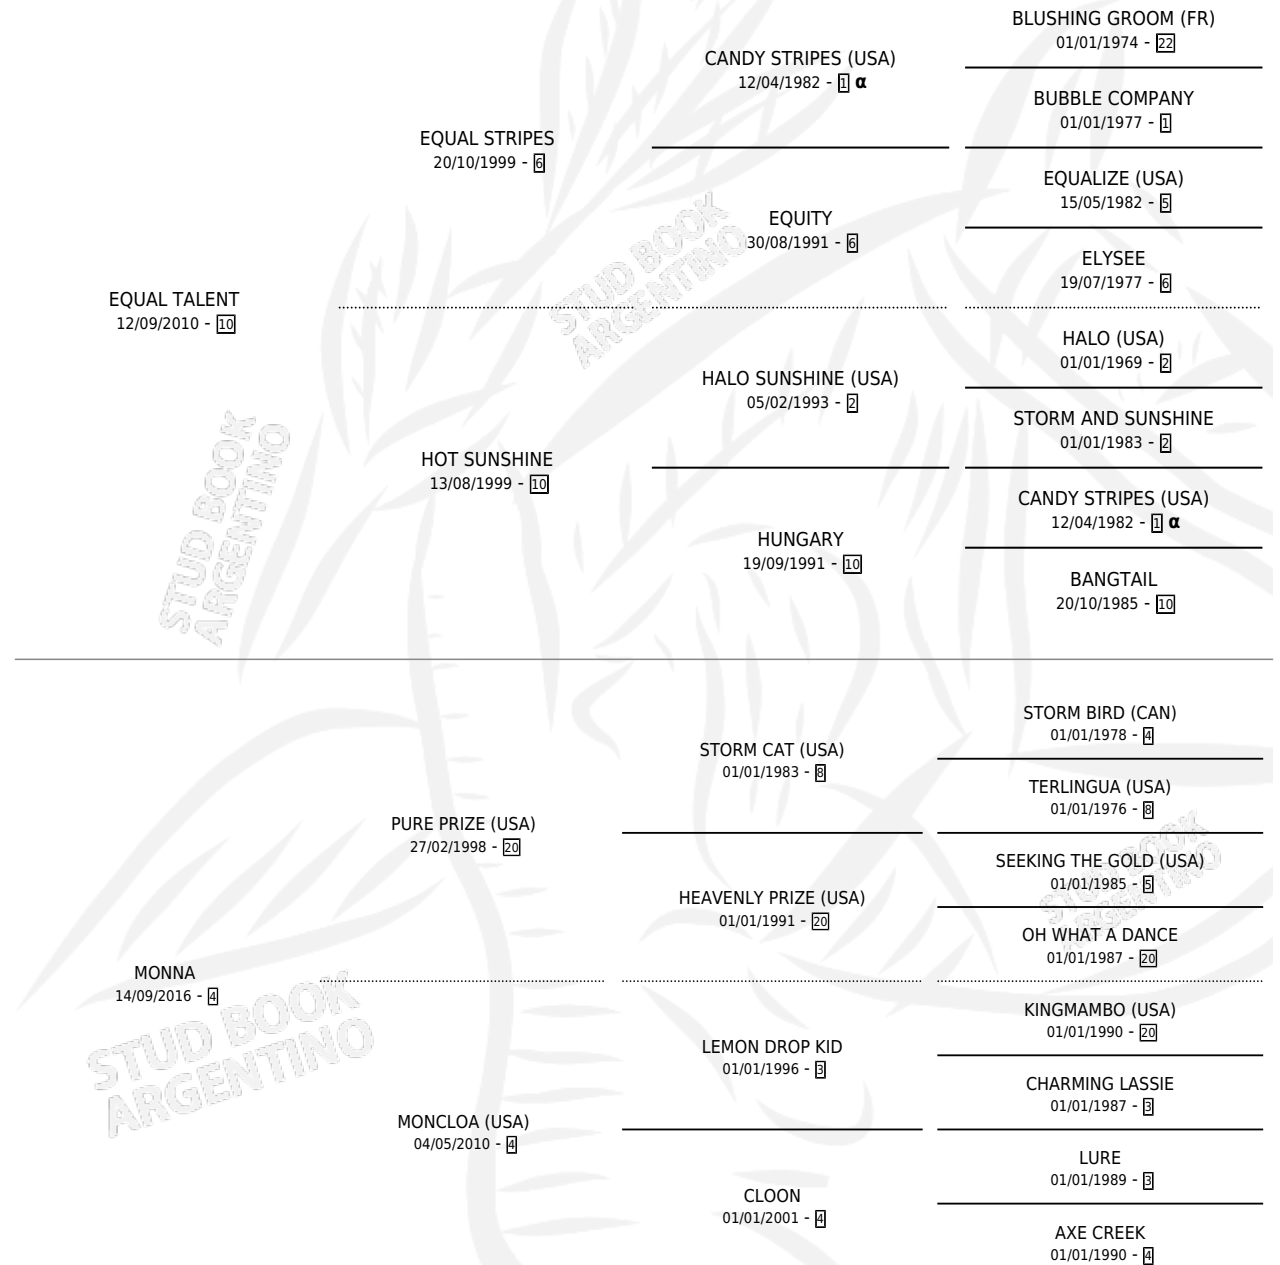 BLUSHING GROOM (FR)
01/01/1974 - 22
CANDY STRIPES (USA)
12/04/1982 - 1 α
BUBBLE COMPANY
01/01/1977 - 1
EQUAL STRIPES
20/10/1999 - 6
EQUALIZE (USA)
15/05/1982 - 5
EQUITY
30/08/1991 - 6
ELYSEE
19/07/1977 - 6
EQUAL TALENT
12/09/2010 - 10
HALO (USA)
01/01/1969 - 2
HALO SUNSHINE (USA)
05/02/1993 - 2
STORM AND SUNSHINE
01/01/1983 - 2
HOT SUNSHINE
13/08/1999 - 10
CANDY STRIPES (USA)
12/04/1982 - 1 α
HUNGARY
19/09/1991 - 10
BANGTAIL
20/10/1985 - 10
STORM BIRD (CAN)
01/01/1978 - 4
STORM CAT (USA)
01/01/1983 - 8
TERLINGUA (USA)
01/01/1976 - 8
PURE PRIZE (USA)
27/02/1998 - 20
SEEKING THE GOLD (USA)
01/01/1985 - 5
HEAVENLY PRIZE (USA)
01/01/1991 - 20
OH WHAT A DANCE
01/01/1987 - 20
MONNA
14/09/2016 - 4
KINGMAMBO (USA)
01/01/1990 - 20
LEMON DROP KID
01/01/1996 - 3
CHARMING LASSIE
01/01/1987 - 3
MONCLOA (USA)
04/05/2010 - 4
LURE
01/01/1989 - 3
CLOON
01/01/2001 - 4
AXE CREEK
01/01/1990 - 4
STUD BOOK
ARGENTINO
STUD BOOK
ARGENTINO
STUD BOOK
ARGENTINO
STUD BOOK
ARGENTINO